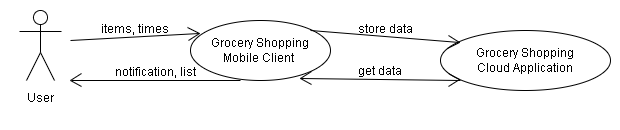 items, times
store data
Grocery Shopping
Mobile Client
Grocery Shopping
Cloud Application
notification, list
get data
User